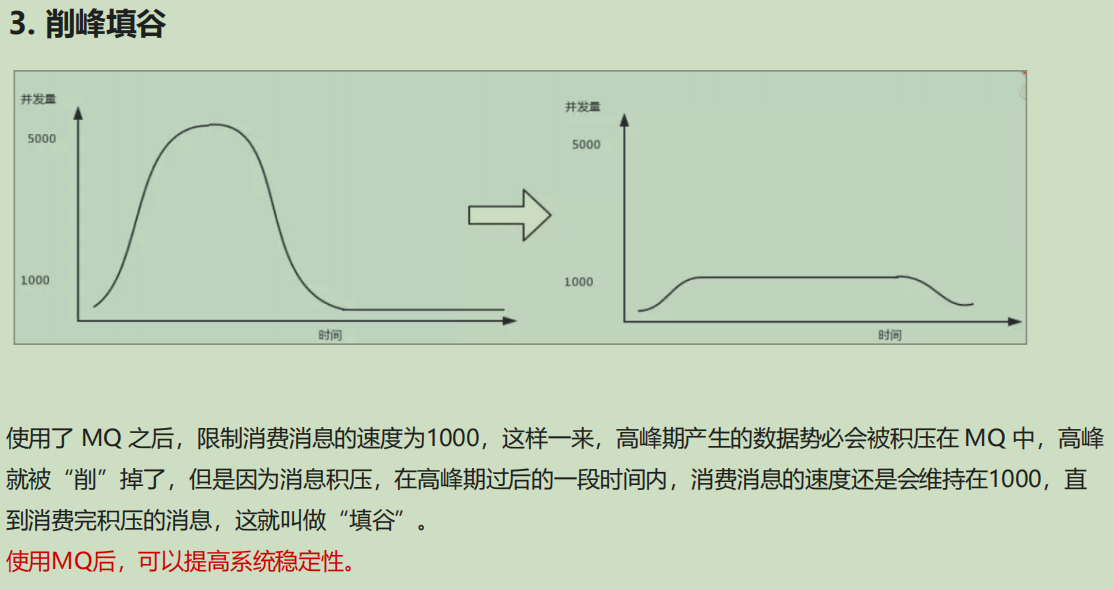 3. 削峰填谷
并发量
5000
1000
时间
并发量
5000
1000
时间
使用了 MQ 之后，限制消费消息的速度为1000，这样一来，高峰期产生的数据势必会被积压在 MQ 中，高峰
就被“削”掉了，但是因为消息积压，在高峰期过后的一段时间内，消费消息的速度还是会维持在1000，直
到消费完积压的消息，这就叫做“填谷”。
使用MQ后，可以提高系统稳定性。